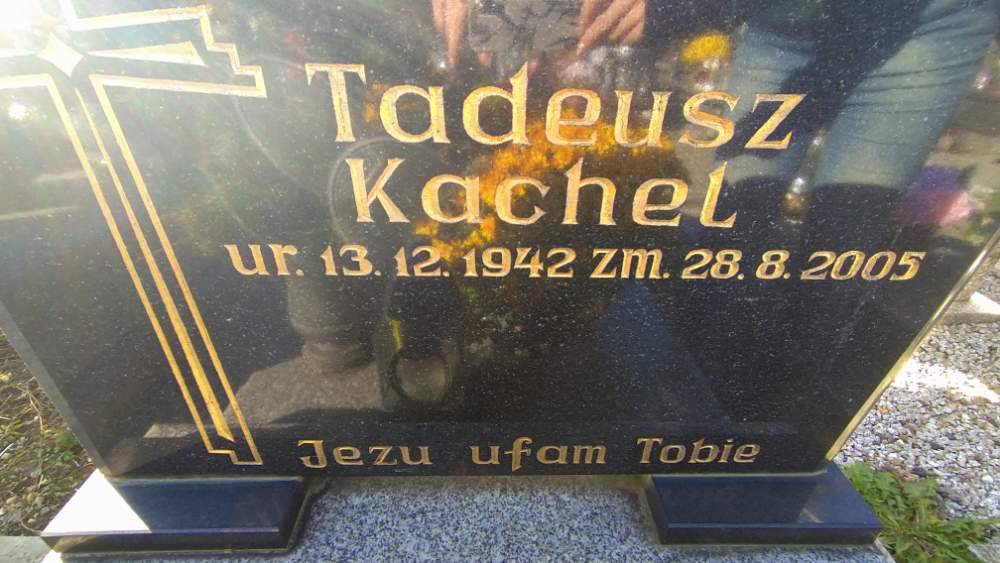 Tadeusz
Kachel
ur. 13. 12. 1942 zm. 28. 8. 2005
Jezu ufam Tobie